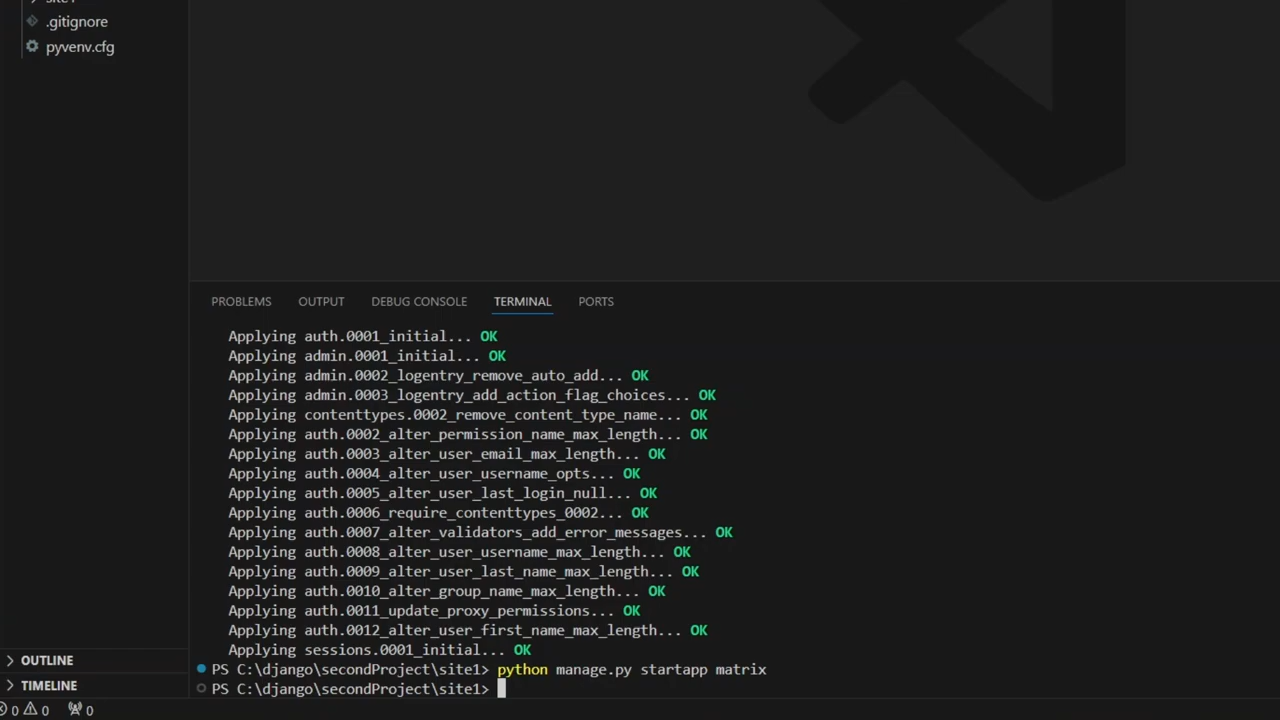 .gitignore
pyvenv.cfg
PROBLEMS OUTPUT DEBUG CONSOLE TERMINAL PORTS
Applying auth.0001_initial... OK
Applying admin.0001_initial... OK
Applying admin.0002_logentry_remove_auto_add... OK
Applying admin.0003_logentry_add_action_flag_choices... OK
Applying contenttypes.0002_remove_content_type_name... OK
Applying auth.0002_alter_permission_name_max_length... OK
Applying auth.0003_alter_user_email_max_length... OK
Applying auth.0004_alter_user_username_opts... OK
Applying auth.0005_alter_user_last_login_null... OK
Applying auth.0006_require_contenttypes_0002... OK
Applying auth.0007_alter_validators_add_error_messages... OK
Applying auth.0008_alter_user_username_max_length... OK
Applying auth.0009_alter_user_last_name_max_length... OK
Applying auth.0010_alter_group_name_max_length... OK
Applying auth.0011_update_proxy_permissions... OK
Applying auth.0012_alter_user_first_name_max_length... OK
Applying sessions.0001_initial... OK
PS C:\django\secondProject\site1> python manage.py startapp matrix
PS C:\django\secondProject\site1>
OUTLINE
TIMELINE
0 0 0